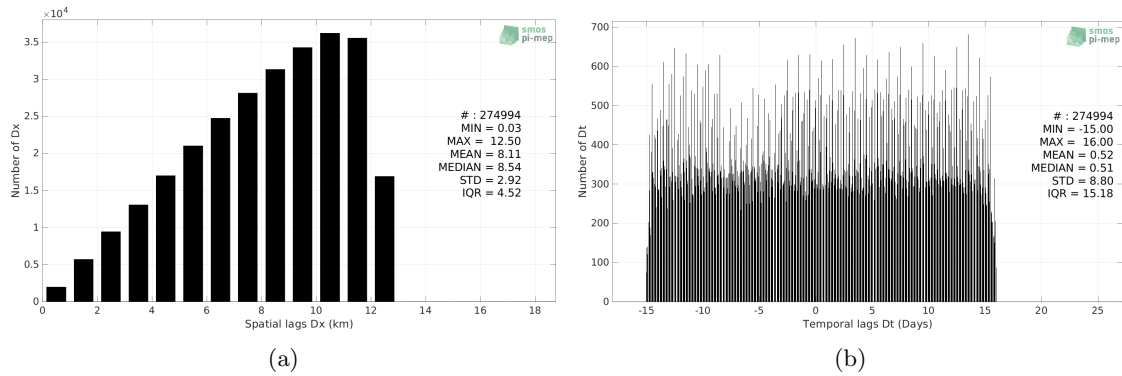 ×10⁴
3.5
3
2.5
2
1.5
1
0.5
0
0 2 4 6 8 10 12 14 16 18
Number of Dx
Spatial lags Dx (km)
smos
pi-mep
# : 274994
MIN = 0.03
MAX = 12.50
MEAN = 8.11
MEDIAN = 8.54
STD = 2.92
IQR = 4.52
(a)
700
600
500
400
300
200
100
0
-15 -10 -5 0 5 10 15 20 25
Number of Dt
Temporal lags Dt (Days)
smos
pi-mep
# : 274994
MIN = -15.00
MAX = 16.00
MEAN = 0.52
MEDIAN = 0.51
STD = 8.80
IQR = 15.18
(b)